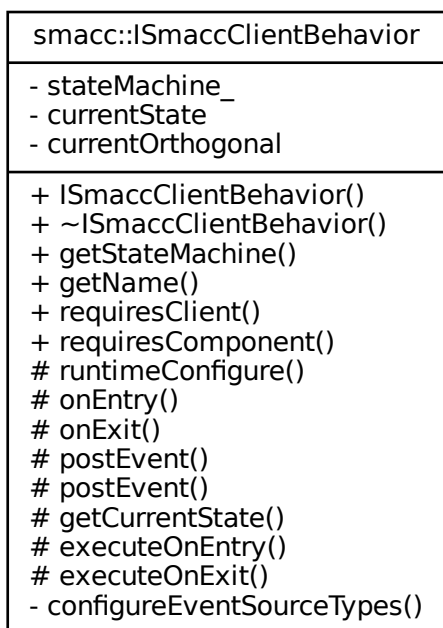 smacc::ISmaccClientBehavior
- stateMachine_
- currentState
- currentOrthogonal
+ ISmaccClientBehavior()
+ ~ISmaccClientBehavior()
+ getStateMachine()
+ getName()
+ requiresClient()
+ requiresComponent()
# runtimeConfigure()
# onEntry()
# onExit()
# postEvent()
# postEvent()
# getCurrentState()
# executeOnEntry()
# executeOnExit()
- configureEventSourceTypes()